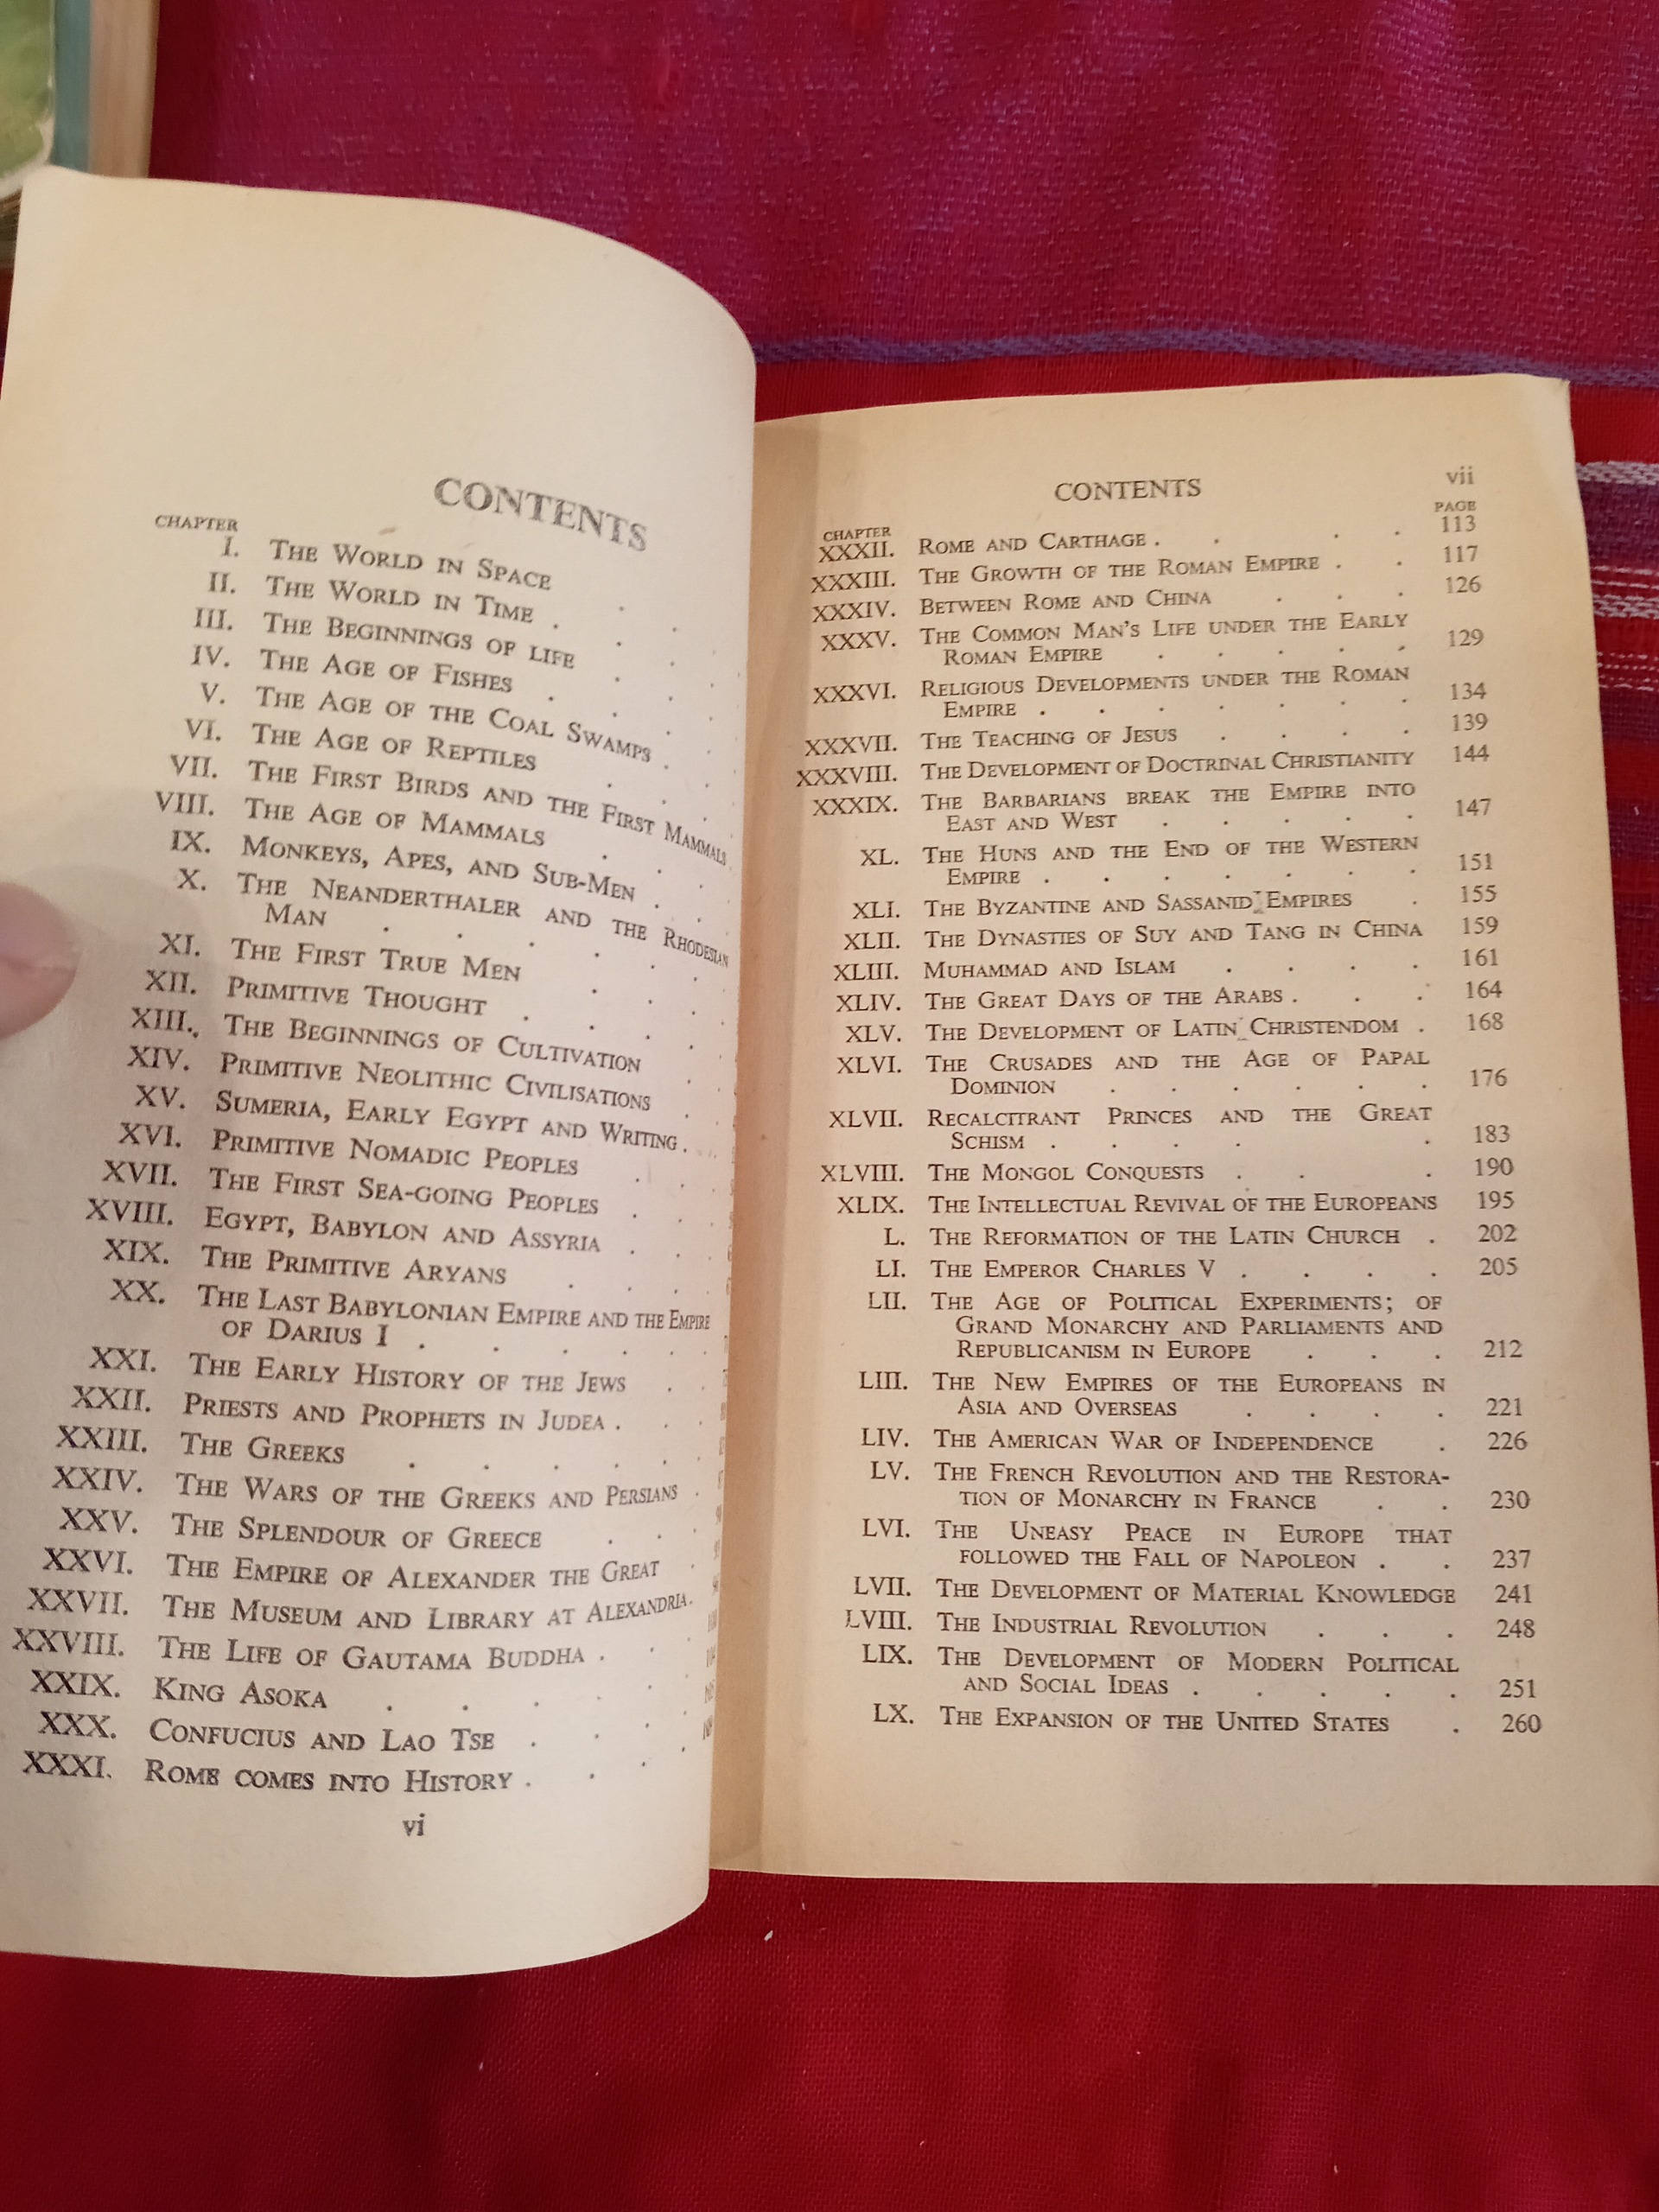 CONTENTS
CHAPTER
I. THE WORLD IN SPACE
II. THE WORLD IN TIME .
III. THE BEGINNINGS OF LIFE
IV. THE AGE OF FISHES
V. THE AGE OF THE COAL SWAMPS .
VI. THE AGE OF REPTILES
VII. THE FIRST BIRDS AND THE FIRST MAMMALS
VIII. THE AGE OF MAMMALS
IX. MONKEYS, APES, AND SUB-MEN .
X. THE NEANDERTHALER AND THE RHODESIAN
MAN
XI. THE FIRST TRUE MEN
XII. PRIMITIVE THOUGHT
XIII. THE BEGINNINGS OF CULTIVATION
XIV. PRIMITIVE NEOLITHIC CIVILISATIONS
XV. SUMERIA, EARLY EGYPT AND WRITING .
XVI. PRIMITIVE NOMADIC PEOPLES
XVII. THE FIRST SEA-GOING PEOPLES
XVIII. EGYPT, BABYLON AND ASSYRIA
XIX. THE PRIMITIVE ARYANS
XX. THE LAST BABYLONIAN EMPIRE AND THE EMPIRE
OF DARIUS I .
XXI. THE EARLY HISTORY OF THE JEWS
XXII. PRIESTS AND PROPHETS IN JUDEA .
XXIII. THE GREEKS
XXIV. THE WARS OF THE GREEKS AND PERSIANS .
XXV. THE SPLENDOUR OF GREECE
XXVI. THE EMPIRE OF ALEXANDER THE GREAT
XXVII. THE MUSEUM AND LIBRARY AT ALEXANDRIA .
XXVIII. THE LIFE OF GAUTAMA BUDDHA .
XXIX. KING ASOKA
XXX. CONFUCIUS AND LAO TSE
XXXI. ROME COMES INTO HISTORY .
vi
CONTENTS vii
CHAPTER PAGE
XXXII. ROME AND CARTHAGE . . . . 113
XXXIII. THE GROWTH OF THE ROMAN EMPIRE . . 117
XXXIV. BETWEEN ROME AND CHINA . . . 126
XXXV. THE COMMON MAN'S LIFE UNDER THE EARLY
ROMAN EMPIRE . . . . . 129
XXXVI. RELIGIOUS DEVELOPMENTS UNDER THE ROMAN
EMPIRE . . . . . . . 134
XXXVII. THE TEACHING OF JESUS . . . . 139
XXXVIII. THE DEVELOPMENT OF DOCTRINAL CHRISTIANITY 144
XXXIX. THE BARBARIANS BREAK THE EMPIRE INTO
EAST AND WEST . . . . . 147
XL. THE HUNS AND THE END OF THE WESTERN
EMPIRE . . . . . . . 151
XLI. THE BYZANTINE AND SASSANID EMPIRES . 155
XLII. THE DYNASTIES OF SUY AND TANG IN CHINA 159
XLIII. MUHAMMAD AND ISLAM . . . . 161
XLIV. THE GREAT DAYS OF THE ARABS . . . 164
XLV. THE DEVELOPMENT OF LATIN CHRISTENDOM . 168
XLVI. THE CRUSADES AND THE AGE OF PAPAL
DOMINION . . . . . . 176
XLVII. RECALCITRANT PRINCES AND THE GREAT
SCHISM . . . . . 183
XLVIII. THE MONGOL CONQUESTS . . . 190
XLIX. THE INTELLECTUAL REVIVAL OF THE EUROPEANS 195
L. THE REFORMATION OF THE LATIN CHURCH . 202
LI. THE EMPEROR CHARLES V . . . . 205
LII. THE AGE OF POLITICAL EXPERIMENTS; OF
GRAND MONARCHY AND PARLIAMENTS AND
REPUBLICANISM IN EUROPE . . . 212
LIII. THE NEW EMPIRES OF THE EUROPEANS IN
ASIA AND OVERSEAS . . . . 221
LIV. THE AMERICAN WAR OF INDEPENDENCE . 226
LV. THE FRENCH REVOLUTION AND THE RESTORA-
TION OF MONARCHY IN FRANCE . . 230
LVI. THE UNEASY PEACE IN EUROPE THAT
FOLLOWED THE FALL OF NAPOLEON . . 237
LVII. THE DEVELOPMENT OF MATERIAL KNOWLEDGE 241
LVIII. THE INDUSTRIAL REVOLUTION . . . 248
LIX. THE DEVELOPMENT OF MODERN POLITICAL
AND SOCIAL IDEAS . . . . . 251
LX. THE EXPANSION OF THE UNITED STATES . 260